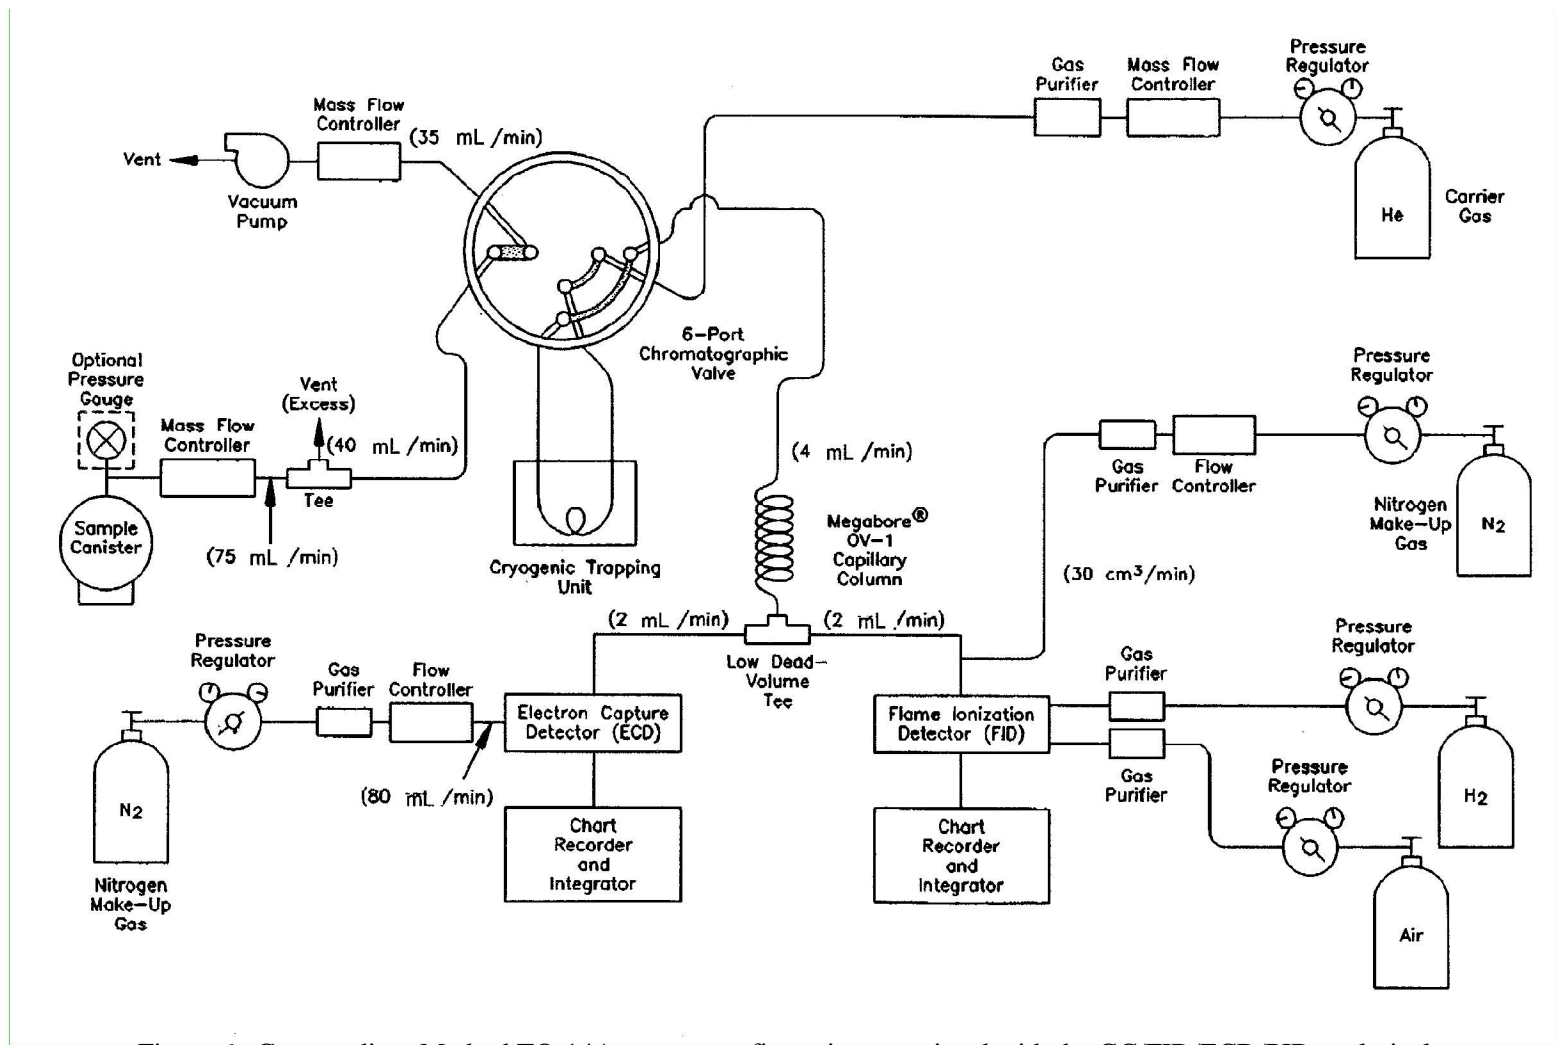 Pressure
Regulator
Gas
Purifier
Mass Flow
Controller
Mass Flow
Controller
(35 mL /min)
Vent
Vacuum
Pump
He
Carrier
Gas
6-Port
Chromatographic
Valve
Optional
Pressure
Gauge
Vent
(Excess)
Mass Flow
Controller
(40 mL /min)
Tee
Sample
Canister
(75 mL /min)
Cryogenic Trapping
Unit
(4 mL /min)
Megabore®
OV-1
Capillary
Column
Pressure
Regulator
Gas
Purifier
Flow
Controller
Nitrogen
Make-Up
Gas
N2
(30 cm3/min)
(2 mL /min)
(2 mL /min)
Low Dead-
Volume
Tee
Pressure
Regulator
Gas
Purifier
Flow
Controller
Electron Capture
Detector (ECD)
Flame Ionization
Detector (FID)
Gas
Purifier
Pressure
Regulator
Gas
Purifier
Pressure
Regulator
H2
N2
(80 mL /min)
Nitrogen
Make-Up
Gas
Chart
Recorder
and
Integrator
Chart
Recorder
and
Integrator
Air